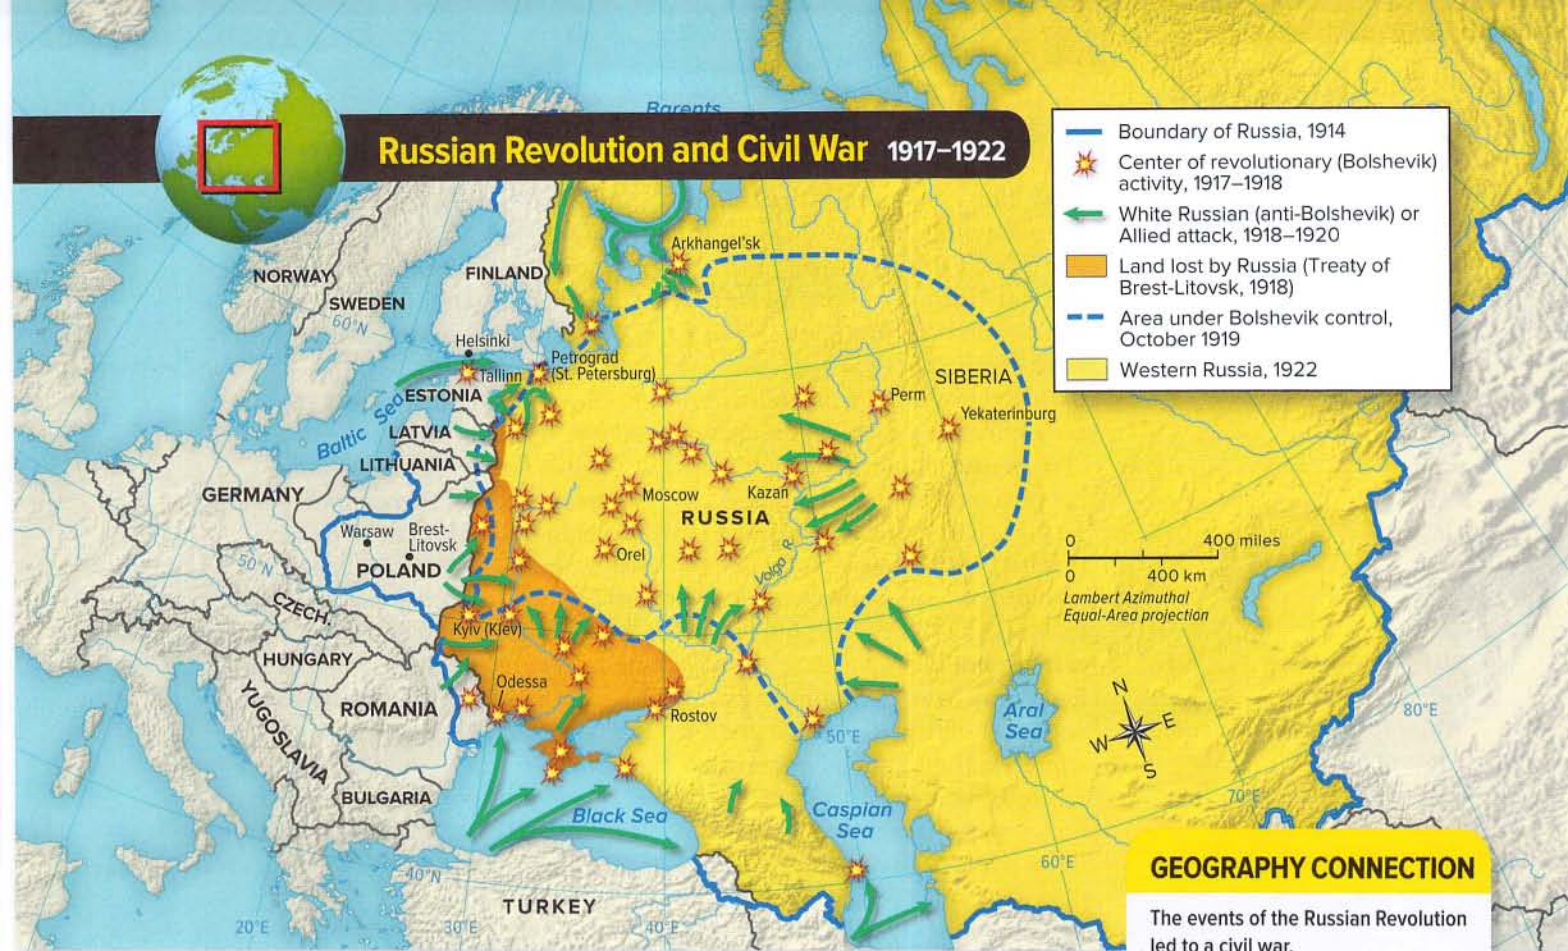 Barents
Russian Revolution and Civil War 1917–1922
Boundary of Russia, 1914
Center of revolutionary (Bolshevik)
activity, 1917–1918
White Russian (anti-Bolshevik) or
Allied attack, 1918–1920
Land lost by Russia (Treaty of
Brest-Litovsk, 1918)
Area under Bolshevik control,
October 1919
Western Russia, 1922
Arkhangel'sk
NORWAY
FINLAND
SWEDEN
60°N
Helsinki
Petrograd
(St. Petersburg)
Tallinn
ESTONIA
SIBERIA
Perm
Yekaterinburg
Baltic Sea
LATVIA
LITHUANIA
GERMANY
Moscow
Kazan
RUSSIA
Warsaw
Brest-
Litovsk
Orel
Volga R.
0 400 miles
0 400 km
Lambert Azimuthal
Equal-Area projection
50°N
POLAND
CZECH.
Kyiv (Kiev)
HUNGARY
Odessa
ROMANIA
YUGOSLAVIA
Rostov
Aral
Sea
N
E
W
S
80°E
50°E
70°E
BULGARIA
Black Sea
Caspian
Sea
60°E
40°N
TURKEY
20°E
30°E
40°E
GEOGRAPHY CONNECTION
The events of the Russian Revolution
led to a civil war.